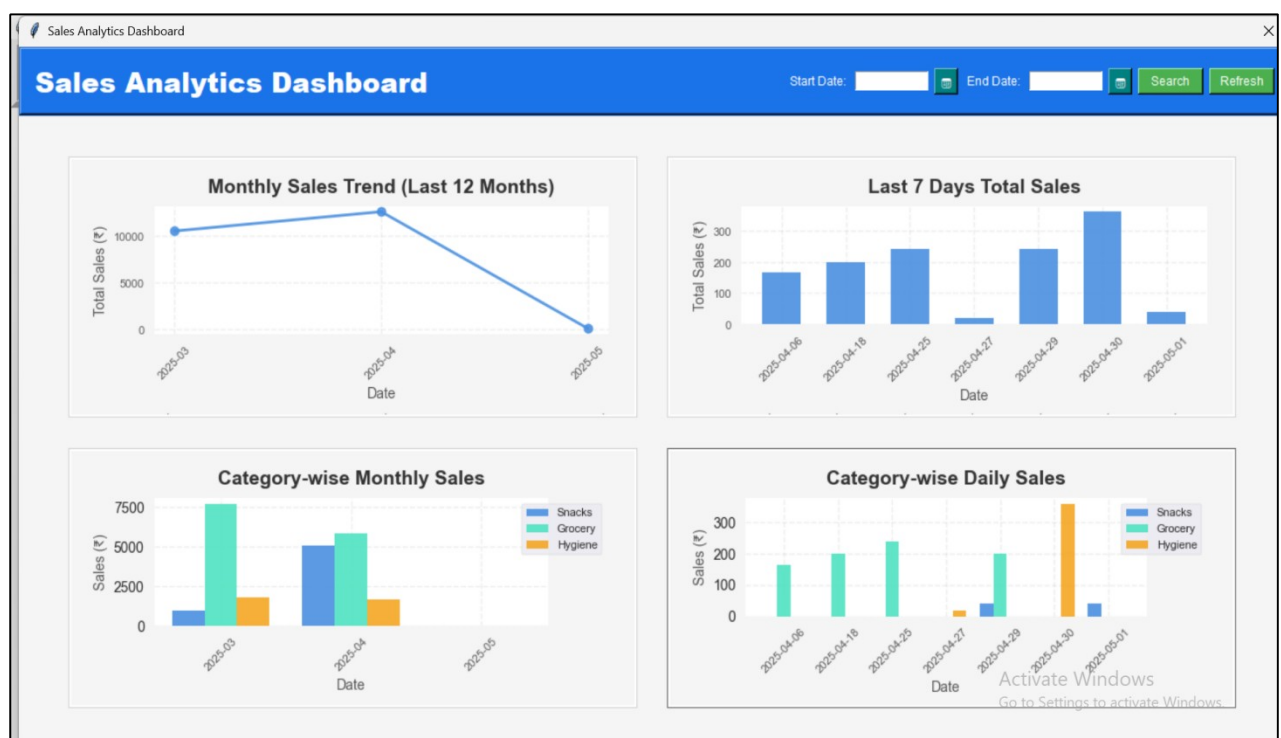 Sales Analytics Dashboard
Sales Analytics Dashboard
Start Date:
End Date:
Search
Refresh
Monthly Sales Trend (Last 12 Months)
Total Sales (₹)
10000
5000
0
2025-03
2025-04
2025-05
Date
Last 7 Days Total Sales
Total Sales (₹)
300
200
100
0
2025-04-06
2025-04-18
2025-04-25
2025-04-27
2025-04-29
2025-04-30
2025-05-01
Date
Category-wise Monthly Sales
Sales (₹)
7500
5000
2500
0
Snacks
Grocery
Hygiene
2025-03
2025-04
2025-05
Date
Category-wise Daily Sales
Sales (₹)
300
200
100
0
Snacks
Grocery
Hygiene
2025-04-06
2025-04-18
2025-04-25
2025-04-27
2025-04-29
2025-04-30
2025-05-01
Date
Activate Windows
Go to Settings to activate Windows.